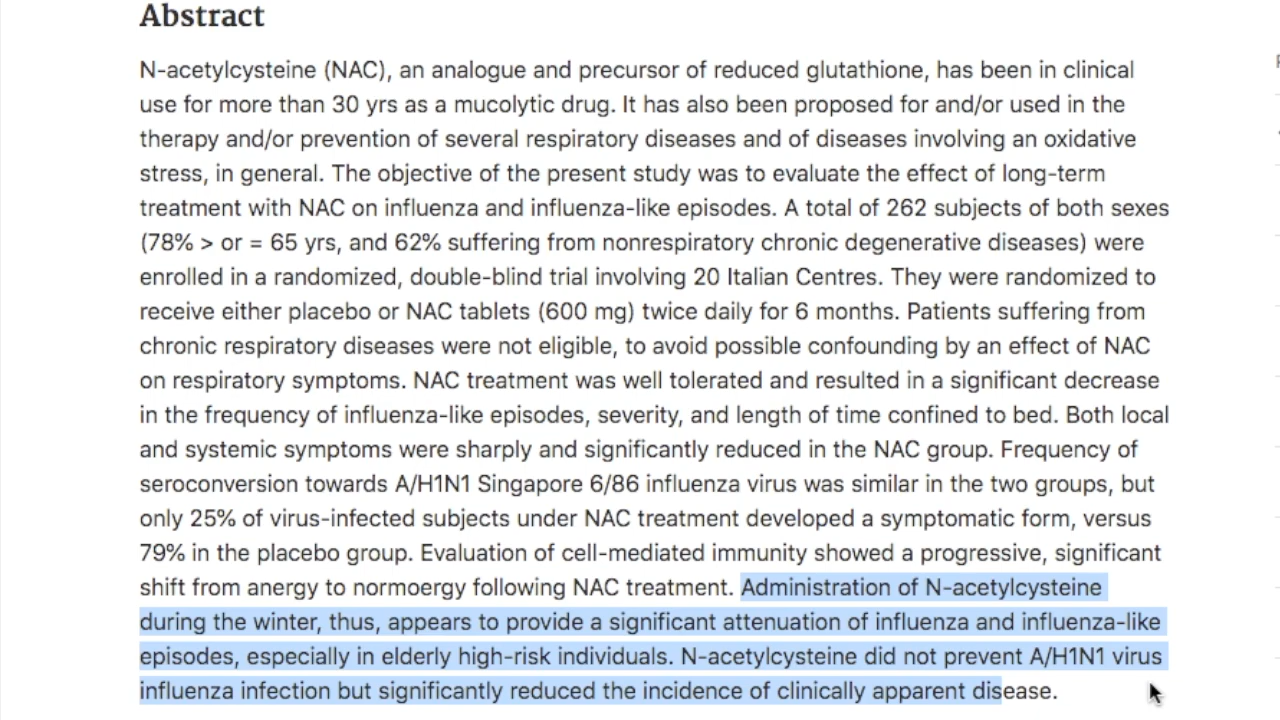 Abstract
N-acetylcysteine (NAC), an analogue and precursor of reduced glutathione, has been in clinical
use for more than 30 yrs as a mucolytic drug. It has also been proposed for and/or used in the
therapy and/or prevention of several respiratory diseases and of diseases involving an oxidative
stress, in general. The objective of the present study was to evaluate the effect of long-term
treatment with NAC on influenza and influenza-like episodes. A total of 262 subjects of both sexes
(78% > or = 65 yrs, and 62% suffering from nonrespiratory chronic degenerative diseases) were
enrolled in a randomized, double-blind trial involving 20 Italian Centres. They were randomized to
receive either placebo or NAC tablets (600 mg) twice daily for 6 months. Patients suffering from
chronic respiratory diseases were not eligible, to avoid possible confounding by an effect of NAC
on respiratory symptoms. NAC treatment was well tolerated and resulted in a significant decrease
in the frequency of influenza-like episodes, severity, and length of time confined to bed. Both local
and systemic symptoms were sharply and significantly reduced in the NAC group. Frequency of
seroconversion towards A/H1N1 Singapore 6/86 influenza virus was similar in the two groups, but
only 25% of virus-infected subjects under NAC treatment developed a symptomatic form, versus
79% in the placebo group. Evaluation of cell-mediated immunity showed a progressive, significant
shift from anergy to normoergy following NAC treatment. Administration of N-acetylcysteine
during the winter, thus, appears to provide a significant attenuation of influenza and influenza-like
episodes, especially in elderly high-risk individuals. N-acetylcysteine did not prevent A/H1N1 virus
influenza infection but significantly reduced the incidence of clinically apparent disease.